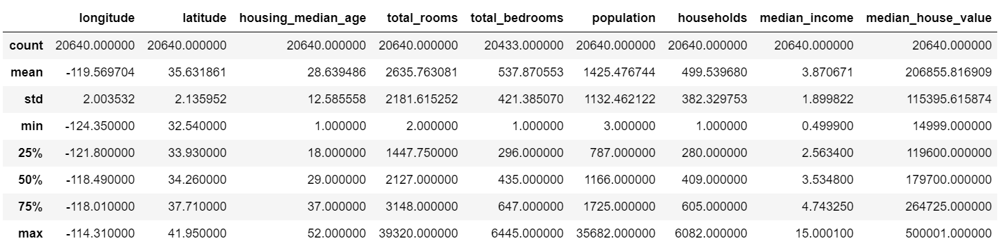 longitude latitude housing_median_age total_rooms total_bedrooms population households median_income median_house_value
count 20640.000000 20640.000000 20640.000000 20640.000000 20433.000000 20640.000000 20640.000000 20640.000000 20640.000000
mean -119.569704 35.631861 28.639486 2635.763081 537.870553 1425.476744 499.539680 3.870671 206855.816909
std 2.003532 2.135952 12.585558 2181.615252 421.385070 1132.462122 382.329753 1.899822 115395.615874
min -124.350000 32.540000 1.000000 2.000000 1.000000 3.000000 1.000000 0.499900 14999.000000
25% -121.800000 33.930000 18.000000 1447.750000 296.000000 787.000000 280.000000 2.563400 119600.000000
50% -118.490000 34.260000 29.000000 2127.000000 435.000000 1166.000000 409.000000 3.534800 179700.000000
75% -118.010000 37.710000 37.000000 3148.000000 647.000000 1725.000000 605.000000 4.743250 264725.000000
max -114.310000 41.950000 52.000000 39320.000000 6445.000000 35682.000000 6082.000000 15.000100 500001.000000